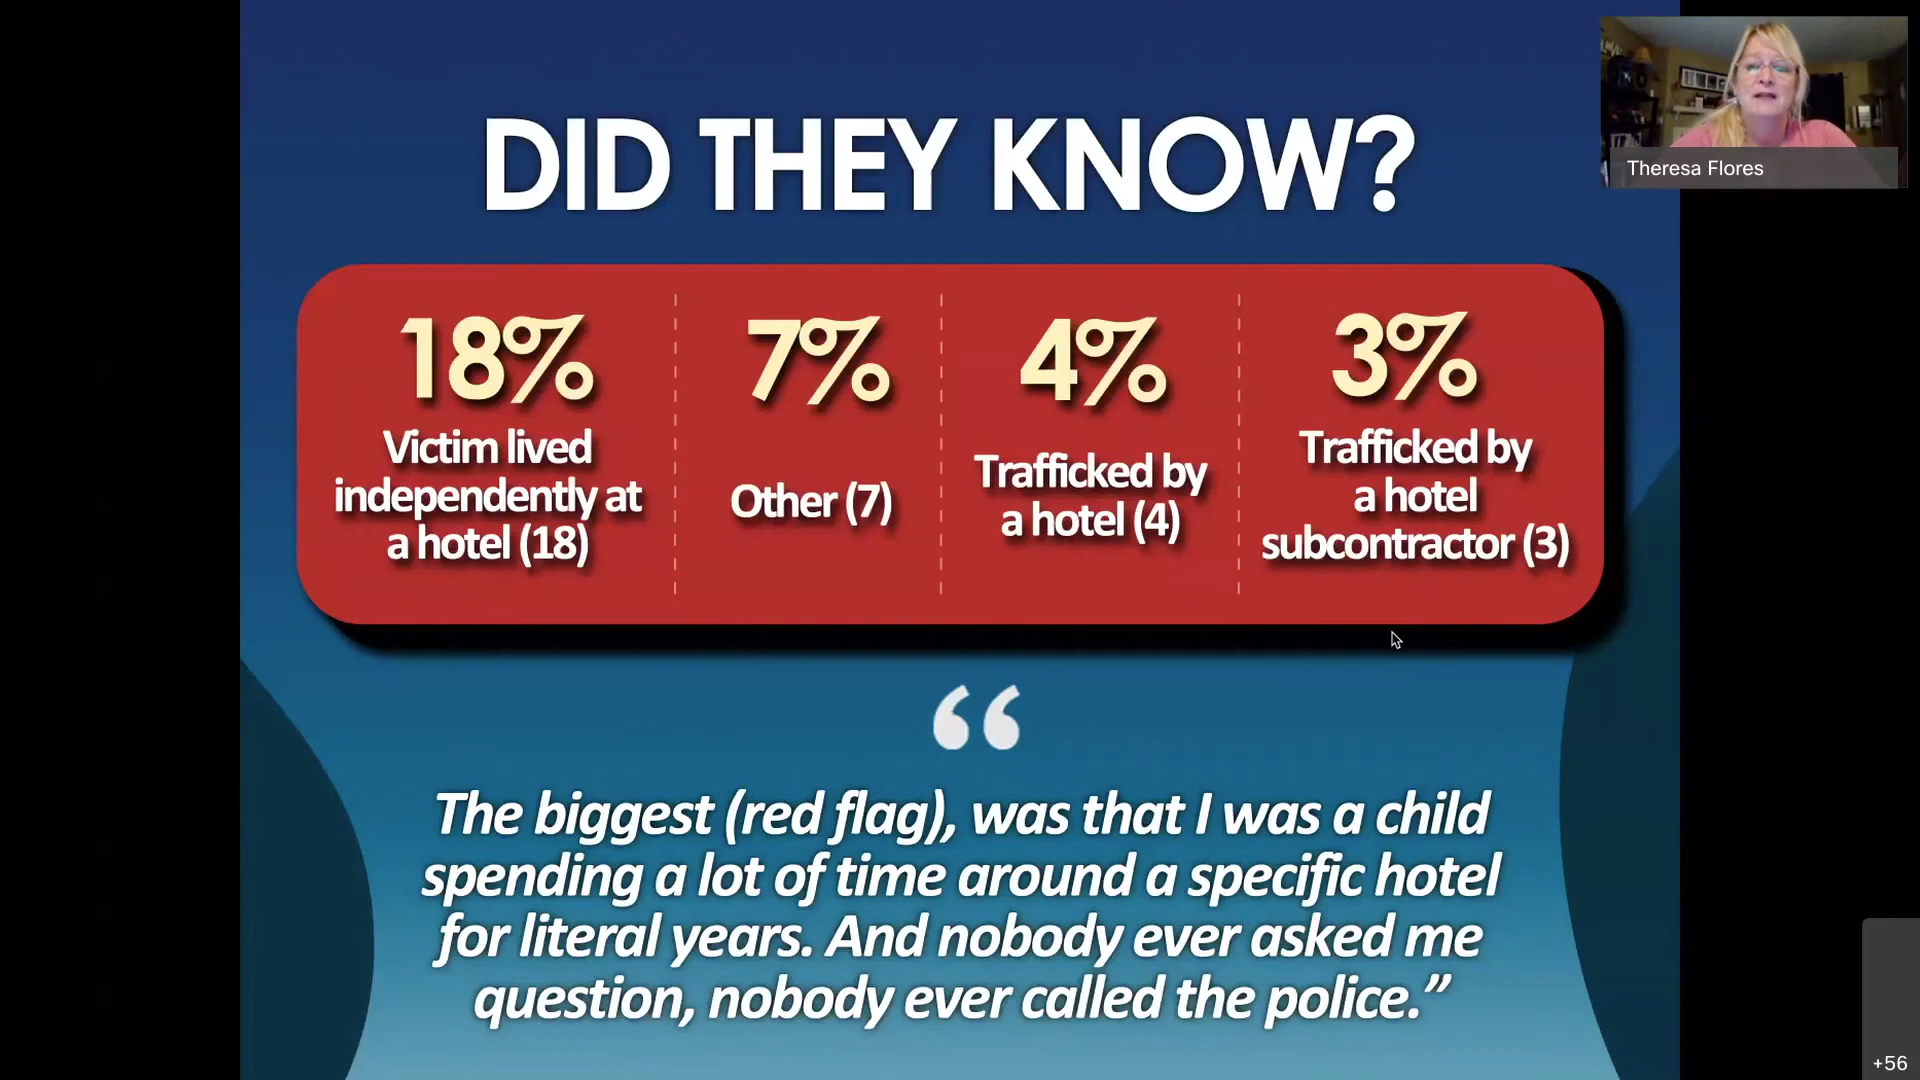 DID THEY KNOW?
Theresa Flores
18%
Victim lived
independently at
a hotel (18)
7%
Other (7)
4%
Trafficked by
a hotel (4)
3%
Trafficked by
a hotel
subcontractor (3)
“
The biggest (red flag), was that I was a child
spending a lot of time around a specific hotel
for literal years. And nobody ever asked me
question, nobody ever called the police.”
+56